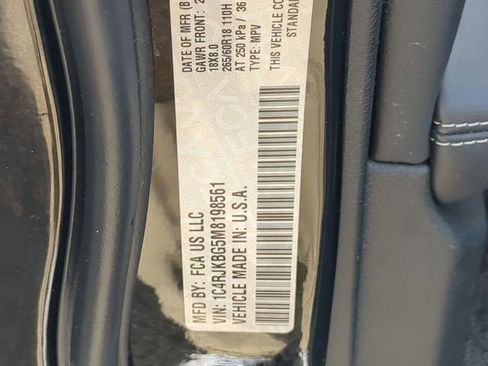 MFD BY: FCA US LLC
DATE OF MFR
GAWR FRONT:
18X8.0
265/60R18 110H
AT 250 kPa / 36
THIS VEHICLE CO
STANDA
TYPE: MPV
VIN: 1C4RJKBG5M8198561
VEHICLE MADE IN: U.S.A.